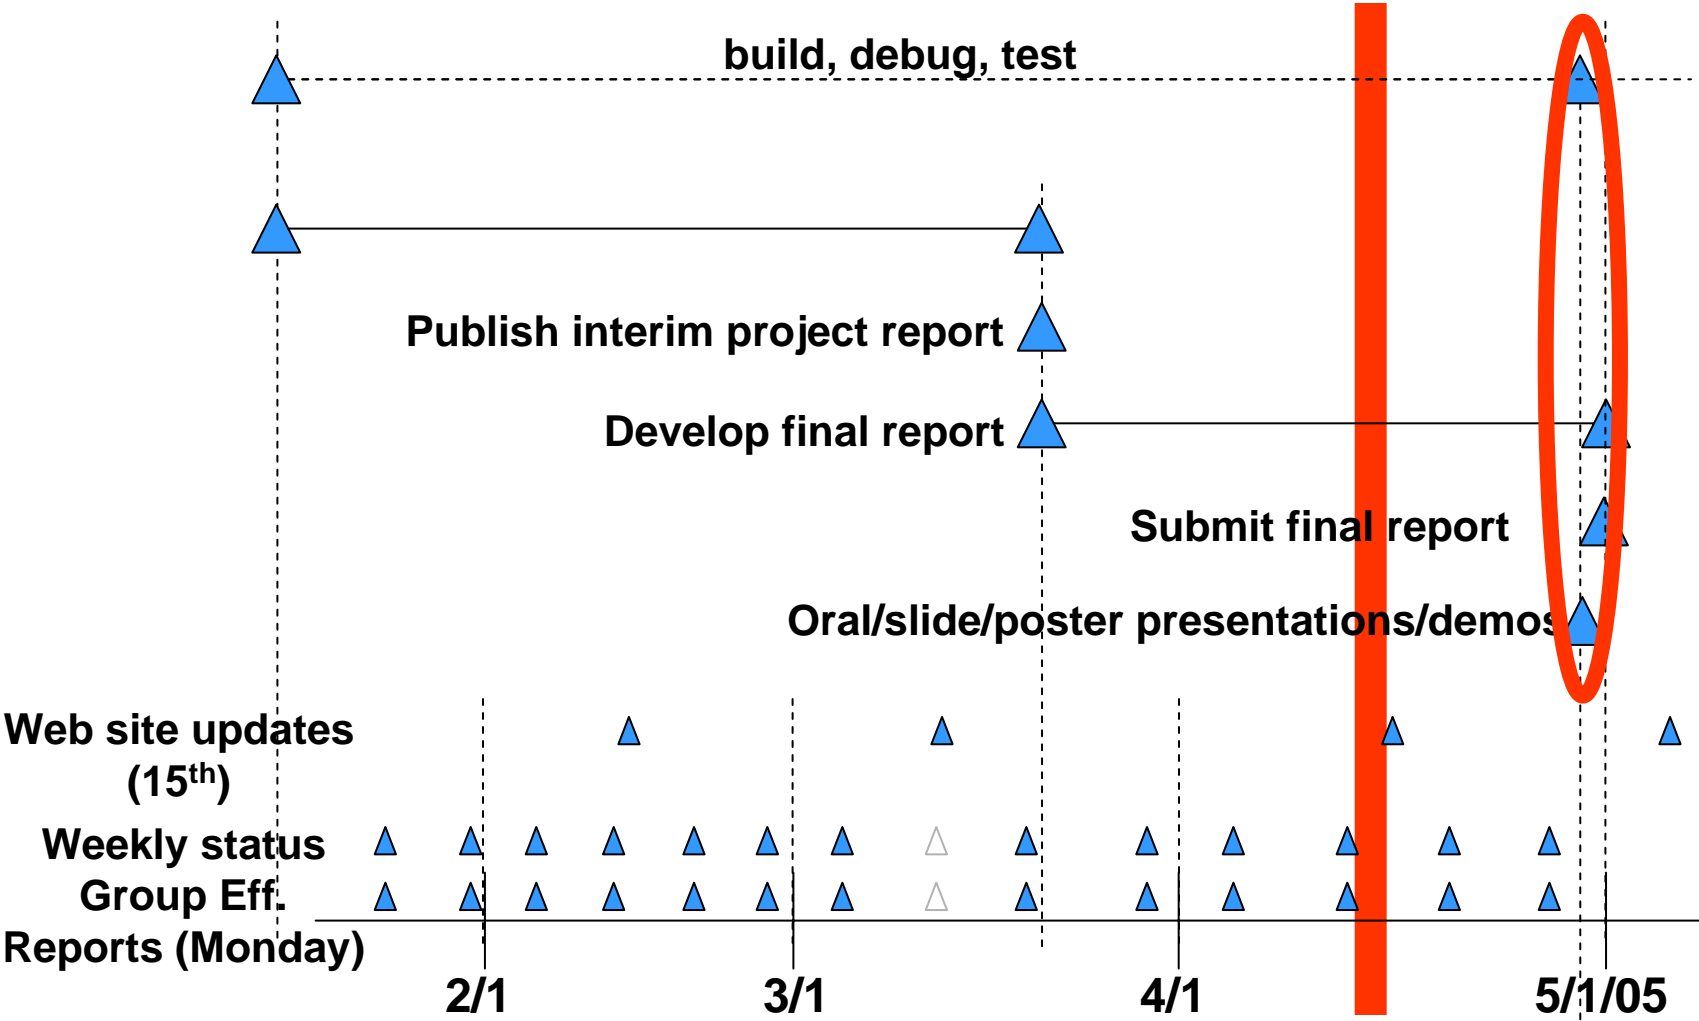 build, debug, test
Publish interim project report
Develop final report
Submit final report
Oral/slide/poster presentations/demos
Web site updates
(15th)
Weekly status
Group Eff.
Reports (Monday)
2/1
3/1
4/1
5/1/05